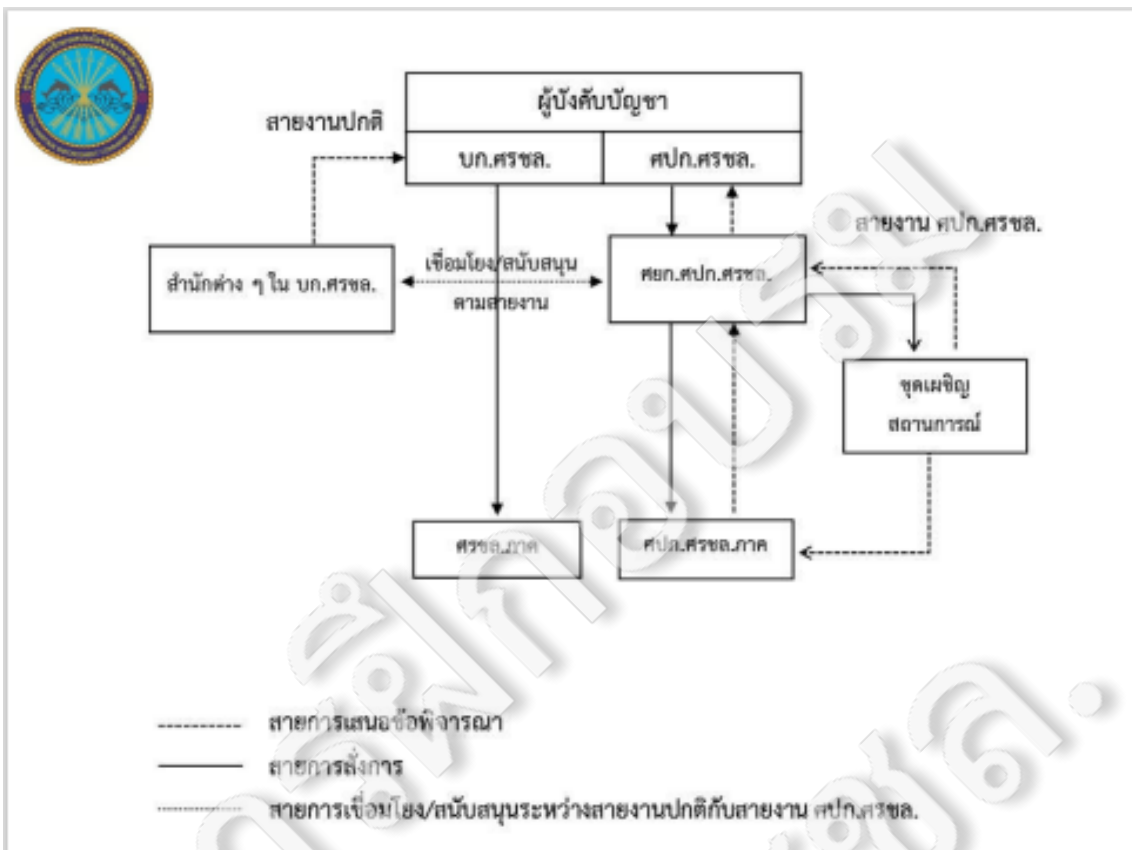 ผู้บังคับบัญชา
สายงานปกติ
บก.ศรชล.
ศปก.ศรชล.
สายงาน ศปก.ศรชล.
สำนักต่าง ๆ ใน บก.ศรชล.
เชื่อมโยง/สนับสนุน
ตามสายงาน
ศยก.ศปก.ศรชล.
ชุดเผชิญ
สถานการณ์
ศรชล.ภาค
ศปก.ศรชล.ภาค
สายการเสนอข้อพิจารณา
สายการสั่งการ
สายการเชื่อมโยง/สนับสนุนระหว่างสายงานปกติกับสายงาน ศปก.ศรชล.